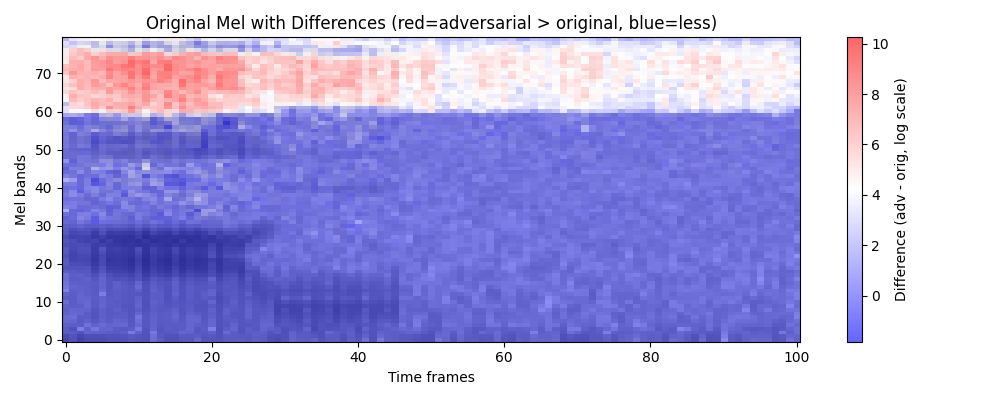 Original Mel with Differences (red=adversarial > original, blue=less)
Mel bands
70
60
50
40
30
20
10
0
0 20 40 60 80 100
Time frames
10
8
6
4
2
0
Difference (adv - orig, log scale)